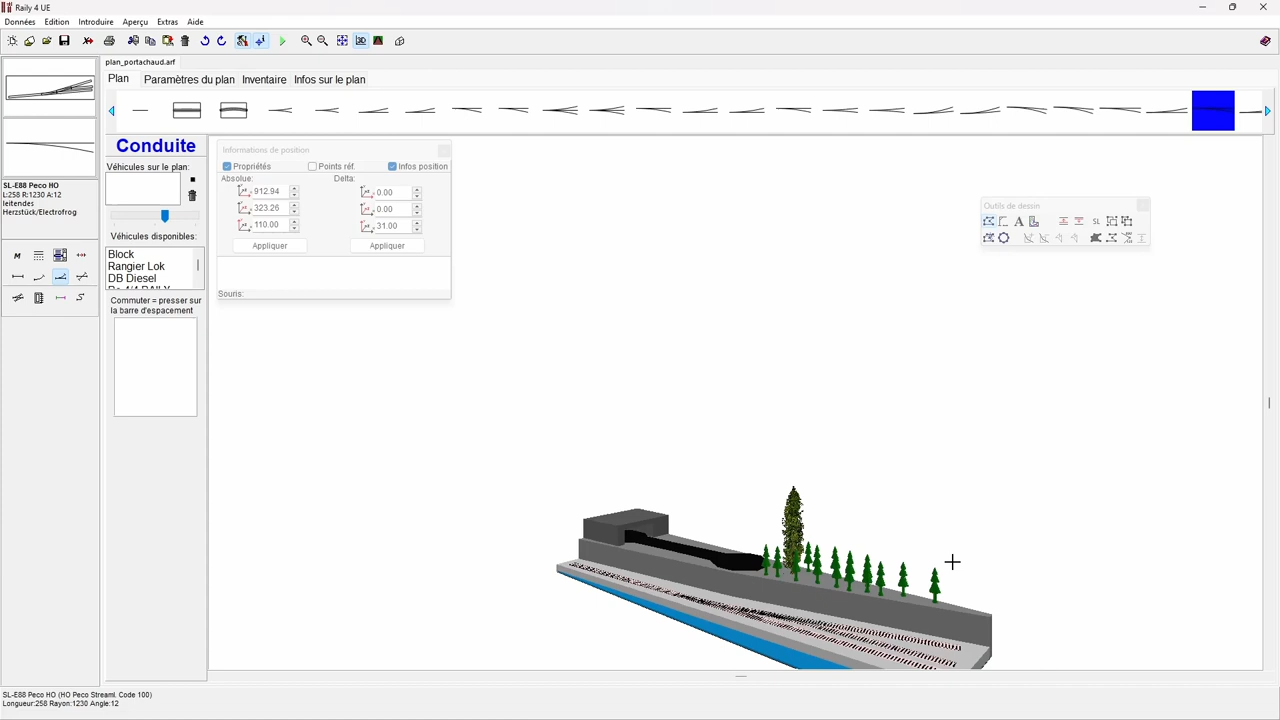 Raily 4 UE
Données Edition Introduire Aperçu Extras Aide
3D
plan_portachaud.arf
Plan Paramètres du plan Inventaire Infos sur le plan
SL-E88 Peco HO
L:258 R:1230 A:12
leitendes
Herzstück/Electrofrog
Conduite
Véhicules sur le plan:
Véhicules disponibles:
Block
Rangier Lok
DB Diesel
Commuter = presser sur
la barre d'espacement
Informations de position
Propriétés Points réf. Infos position
Absolue: Delta:
912.94 0.00
323.26 0.00
110.00 31.00
Appliquer Appliquer
Souris:
Outils de dessin
A SL
M
SL-E88 Peco HO (HO Peco Streaml. Code 100)
Longueur:258 Rayon:1230 Angle:12